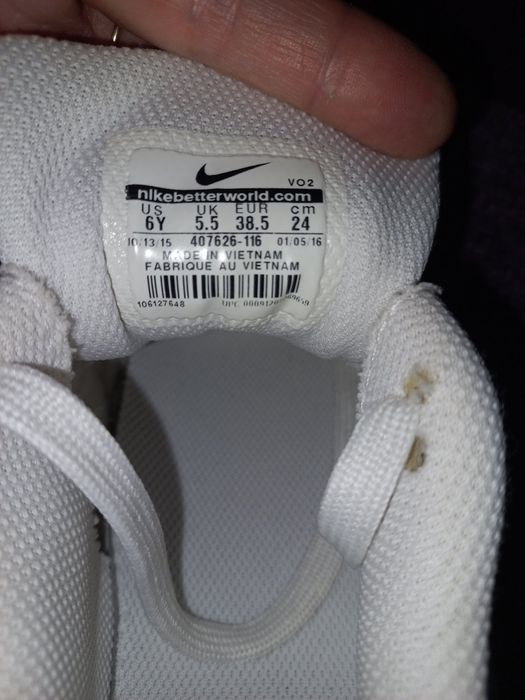 VO2
nikebetterworld.com
US UK EUR cm
6Y 5.5 38.5 24
10/13/15 407626-116 01/05/16
MADE IN VIETNAM
FABRIQUE AU VIETNAM
106127648 UPC